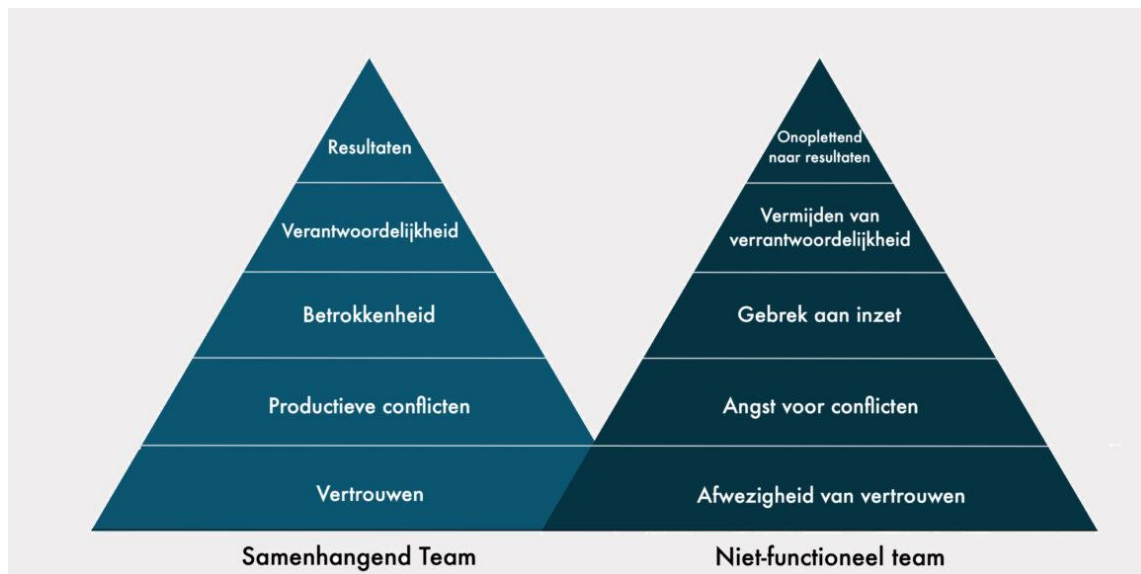 Resultaten
Verantwoordelijkheid
Betrokkenheid
Productieve conflicten
Vertrouwen
Samenhangend Team
Onoplettend
naar resultaten
Vermijden van
verrantwoordelijkheid
Gebrek aan inzet
Angst voor conflicten
Afwezigheid van vertrouwen
Niet-functioneel team